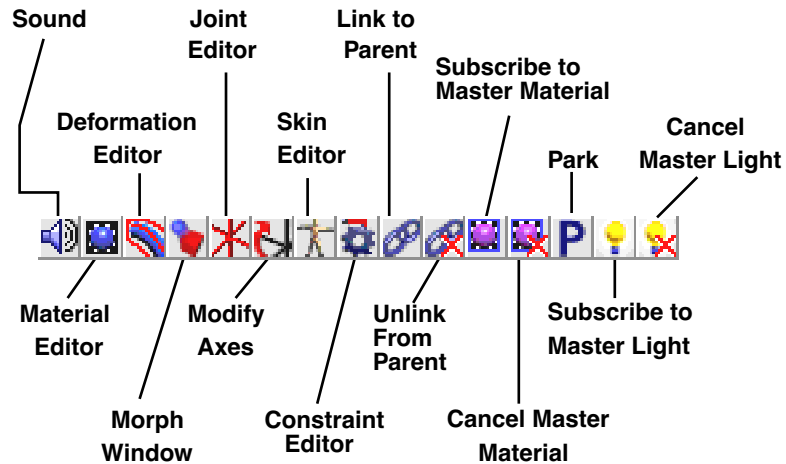 Sound
Joint
Editor
Link to
Parent
Subscribe to
Master Material
Deformation
Editor
Skin
Editor
Park
Cancel
Master Light
P
Material
Editor
Modify
Axes
Unlink
From
Parent
Subscribe to
Master Light
Morph
Window
Constraint
Editor
Cancel Master
Material